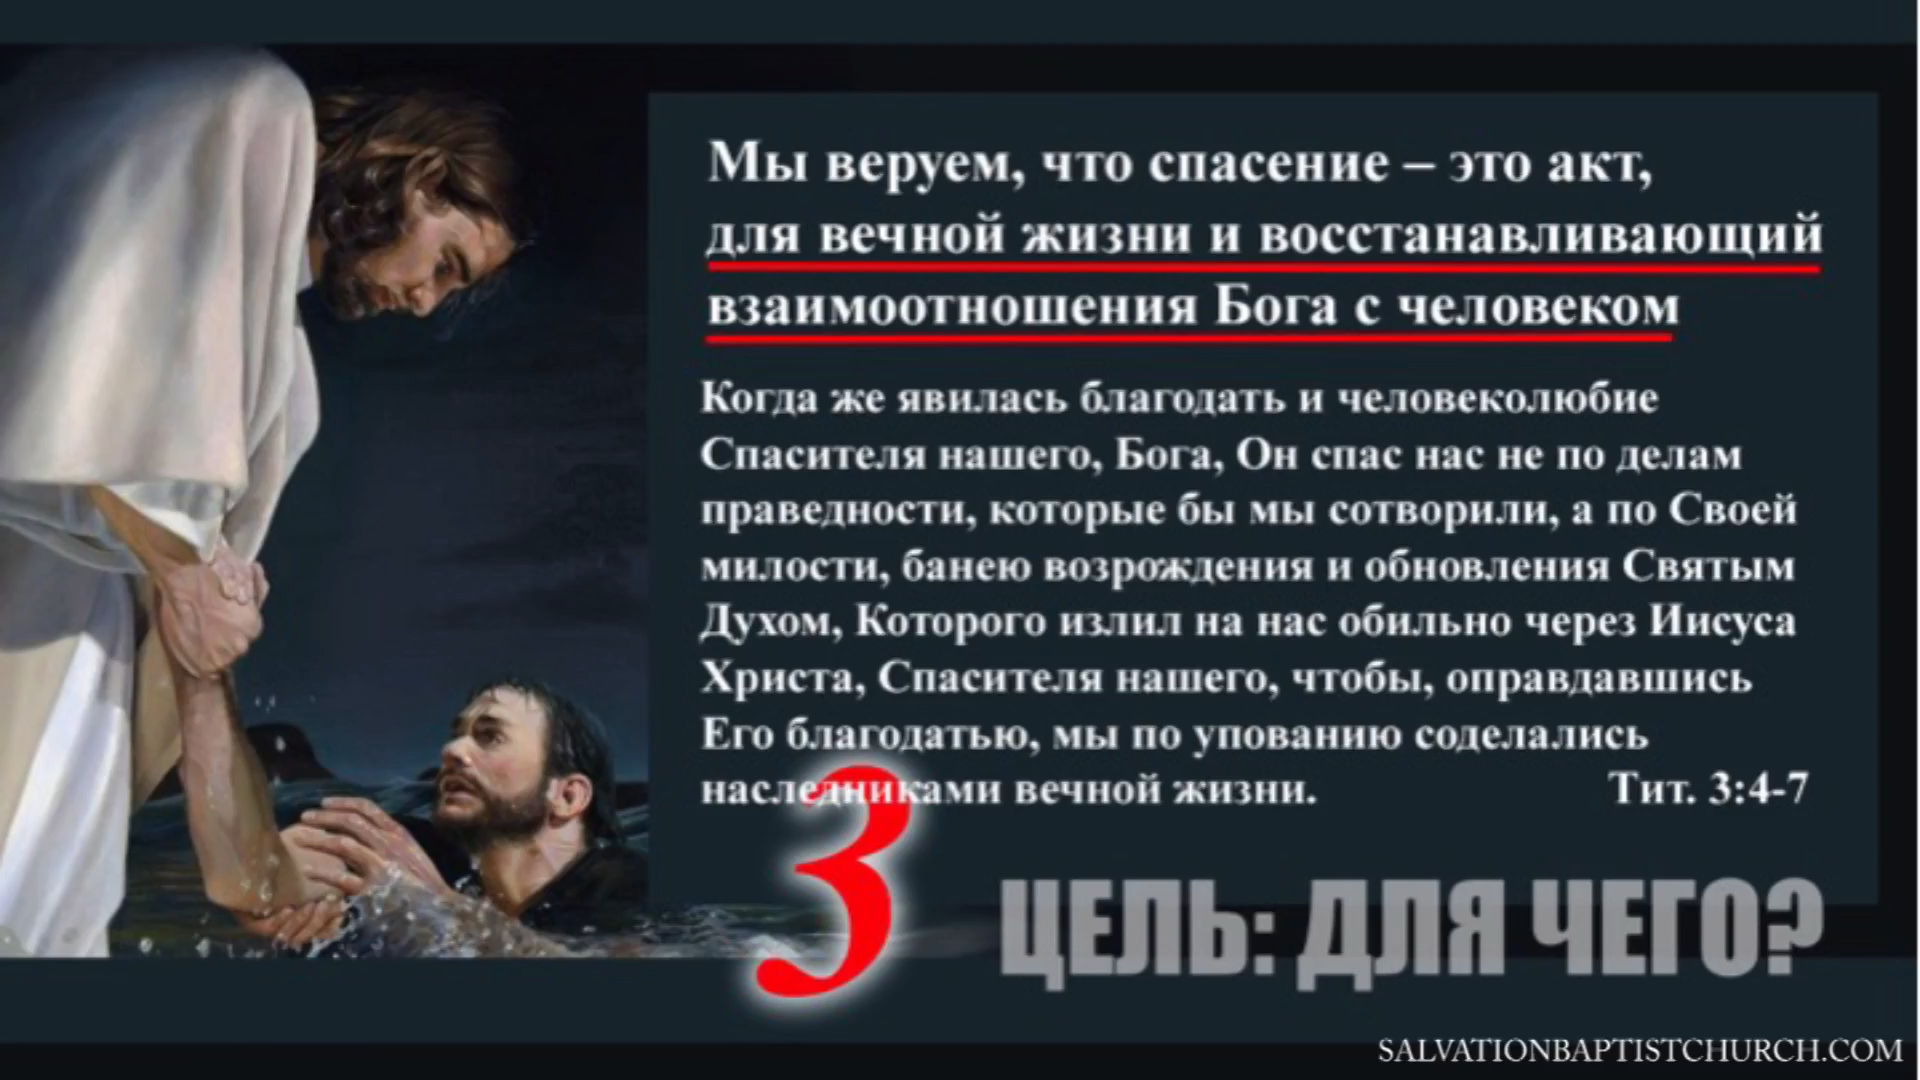 Мы веруем, что спасение – это акт,
для вечной жизни и восстанавливающий
взаимоотношения Бога с человеком
Когда же явилась благодать и человеколюбие
Спасителя нашего, Бога, Он спас нас не по делам
праведности, которые бы мы сотворили, а по Своей
милости, банею возрождения и обновления Святым
Духом, Которого излил на нас обильно через Иисуса
Христа, Спасителя нашего, чтобы, оправдавшись
Его благодатью, мы по упованию соделались
наследниками вечной жизни. Тит. 3:4-7
3 ЦЕЛЬ: ДЛЯ ЧЕГО?
SALVATIONBAPTISTCHURCH.COM